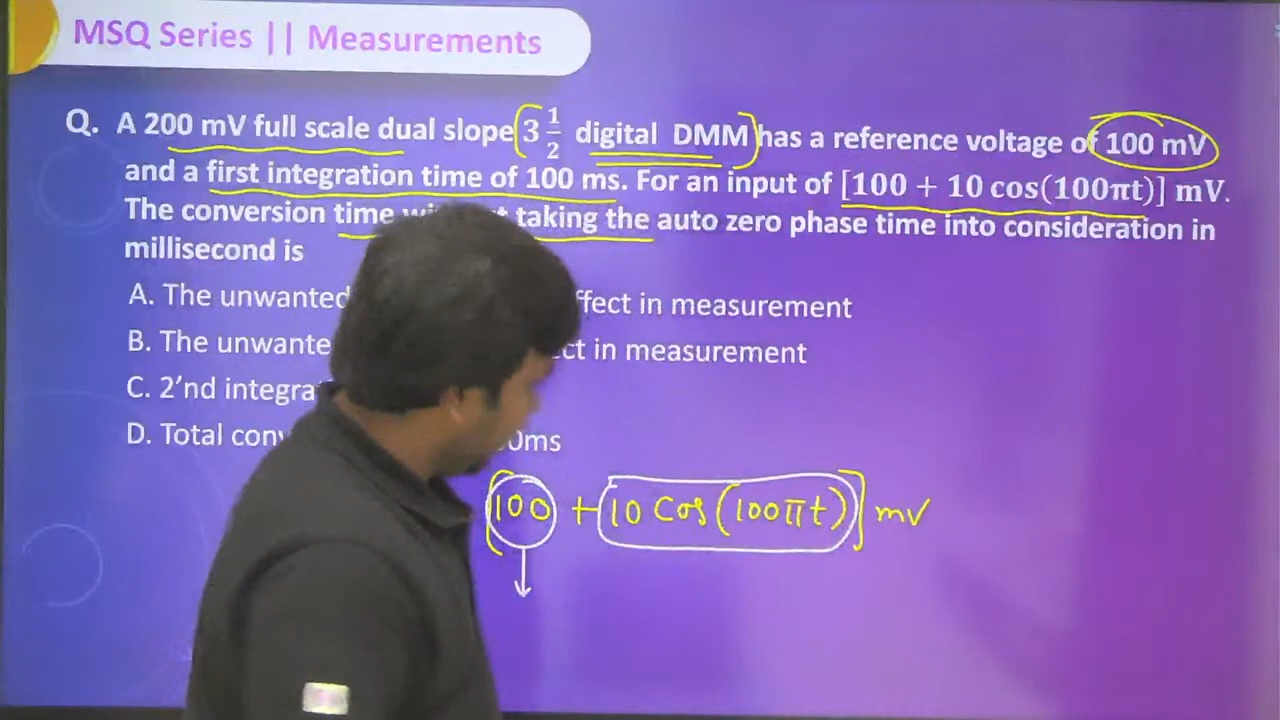 MSQ Series || Measurements
Q. A 200 mV full scale dual slope 3 1/2 digital DMM has a reference voltage of 100 mV
and a first integration time of 100 ms. For an input of [100 + 10 cos(100πt)] mV.
The conversion time taking the auto zero phase time into consideration in
millisecond is
A. The unwanted ffect in measurement
B. The unwante ct in measurement
C. 2'nd integra
D. Total conv 0ms
[100 + 10 Cos (100πt)] mV